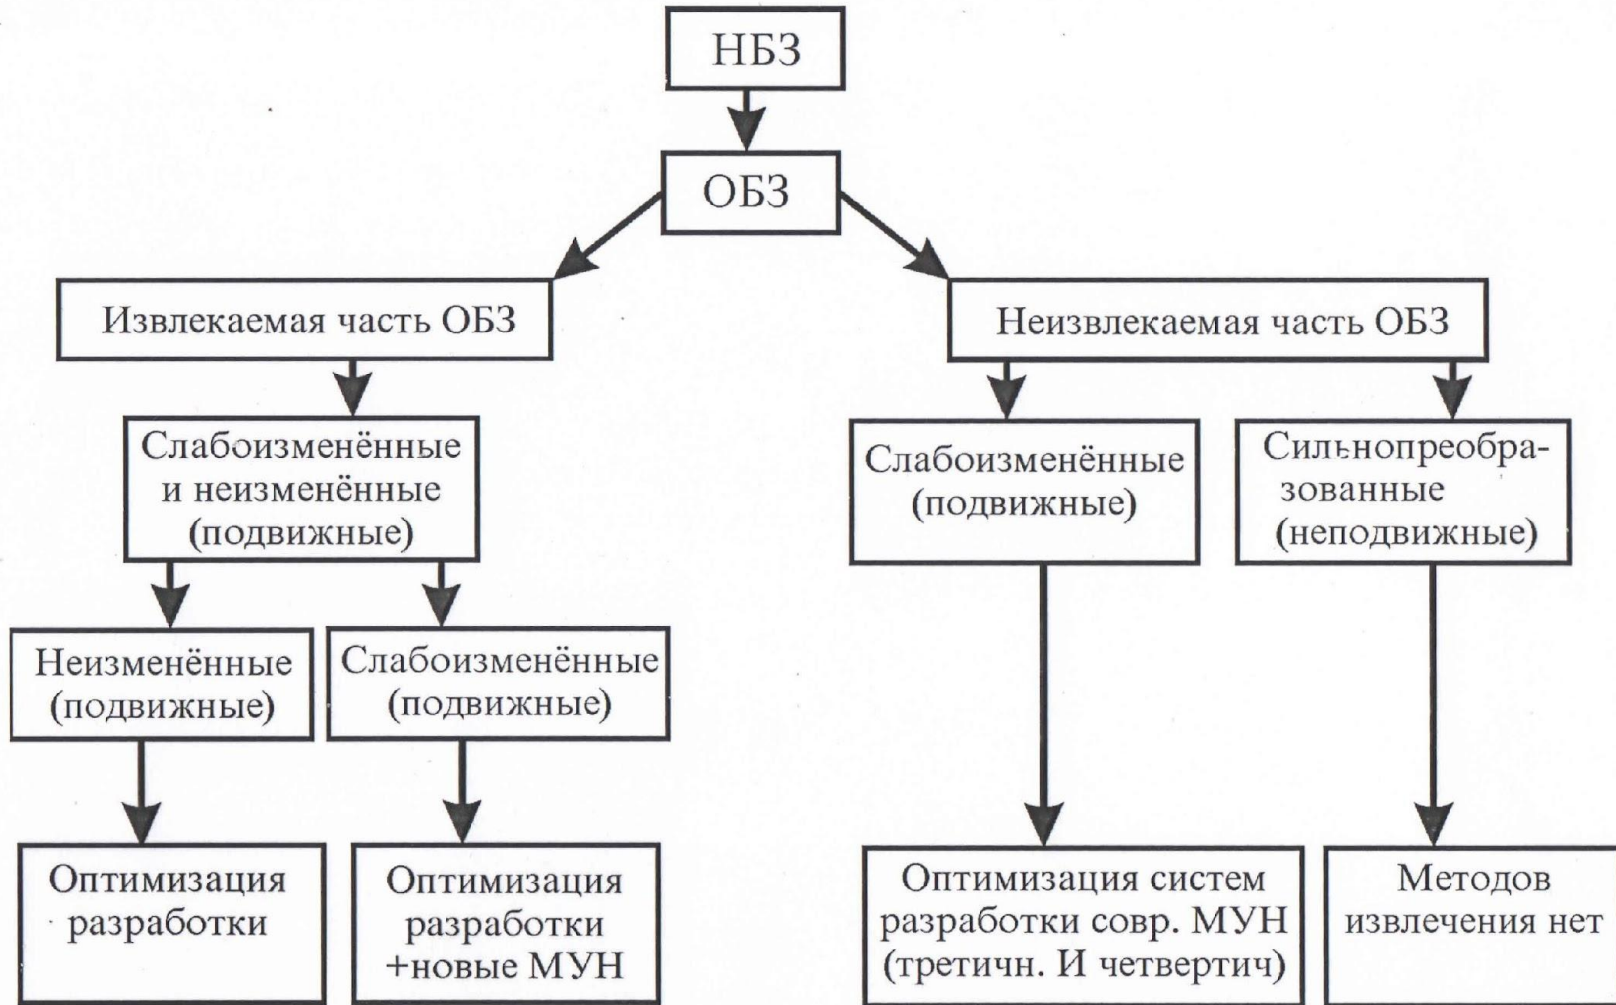 НБЗ
ОБЗ
Извлекаемая часть ОБЗ
Неизвлекаемая часть ОБЗ
Слабоизменённые
и неизменённые
(подвижные)
Слабоизменённые
(подвижные)
Сильнопреобра-
зованные
(неподвижные)
Неизменённые
(подвижные)
Слабоизменённые
(подвижные)
Оптимизация
разработки
Оптимизация
разработки
+новые МУН
Оптимизация систем
разработки совр. МУН
(третичн. И четвертич)
Методов
извлечения нет